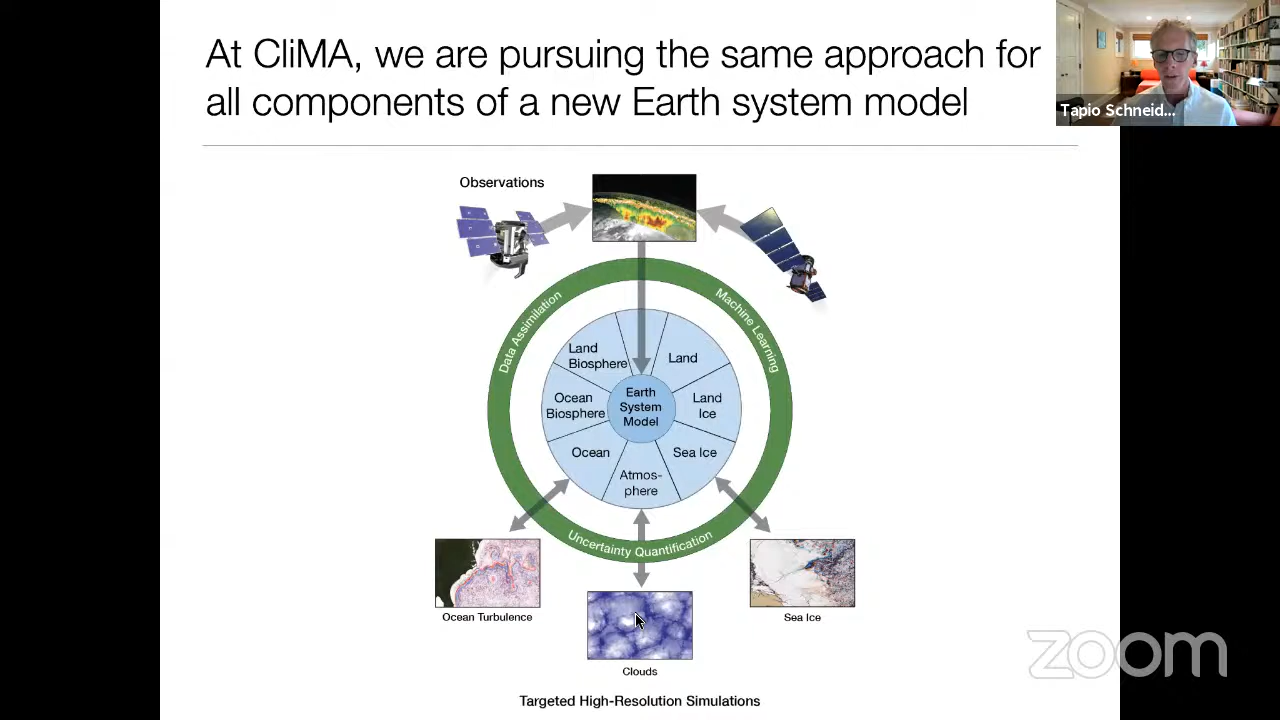 At CliMA, we are pursuing the same approach for
all components of a new Earth system model
Tapio Schneid...
Observations
Data Assimilation
Machine Learning
Land
Biosphere
Land
Ocean
Biosphere
Earth
System
Model
Land
Ice
Ocean
Sea Ice
Atmos-
phere
Uncertainty Quantification
Ocean Turbulence
Sea Ice
Clouds
zoom
Targeted High-Resolution Simulations